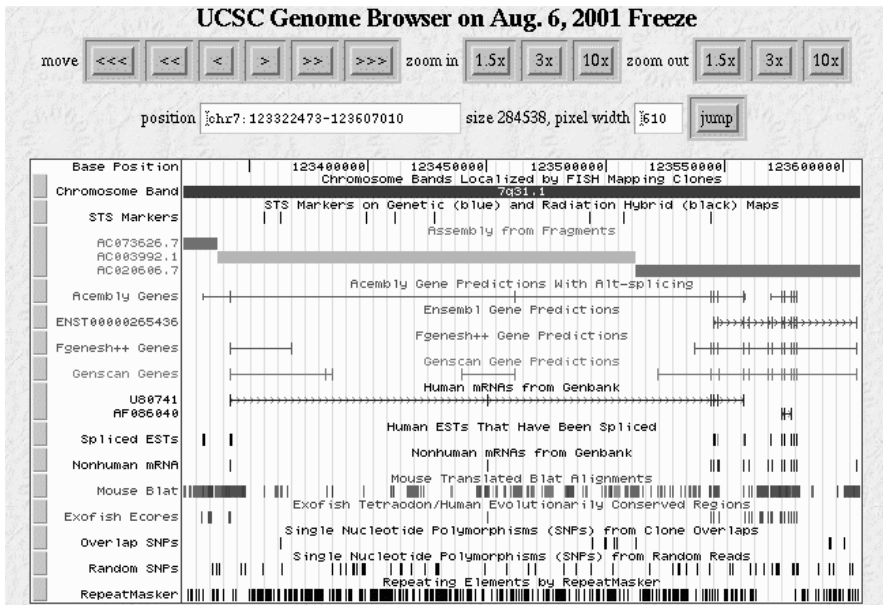 UCSC Genome Browser on Aug. 6, 2001 Freeze
move <<< << < > >> >>> zoom in 1.5x 3x 10x zoom out 1.5x 3x 10x
position chr7:123322473-123607010 size 284538, pixel width 610 jump
Base Position 123400000| 123450000| 123500000| 123550000| 123600000|
Chromosome Bands Localized by FISH Mapping Clones
Chromosome Band 7q31.1
STS Markers on Genetic (blue) and Radiation Hybrid (black) Maps
STS Markers
Assembly from Fragments
AC073626.7
AC003992.1
AC020606.7
Acembly Gene Predictions With Alt-splicing
Acembly Genes
Ensembl Gene Predictions
ENST00000265436
Fgenesh++ Gene Predictions
Fgenesh++ Genes
Genscan Gene Predictions
Genscan Genes
Human mRNAs from Genbank
U80741
AF086040
Human ESTs That Have Been Spliced
Spliced ESTs
Nonhuman mRNAs from Genbank
Nonhuman mRNA
Mouse Translated Blat Alignments
Mouse Blat
Exofish Tetraodon/Human Evolutionarily Conserved Regions
Exofish Ecores
Single Nucleotide Polymorphisms (SNPs) from Clone Overlaps
Overlap SNPs
Single Nucleotide Polymorphisms (SNPs) from Random Reads
Random SNPs
Repeating Elements by RepeatMasker
RepeatMasker